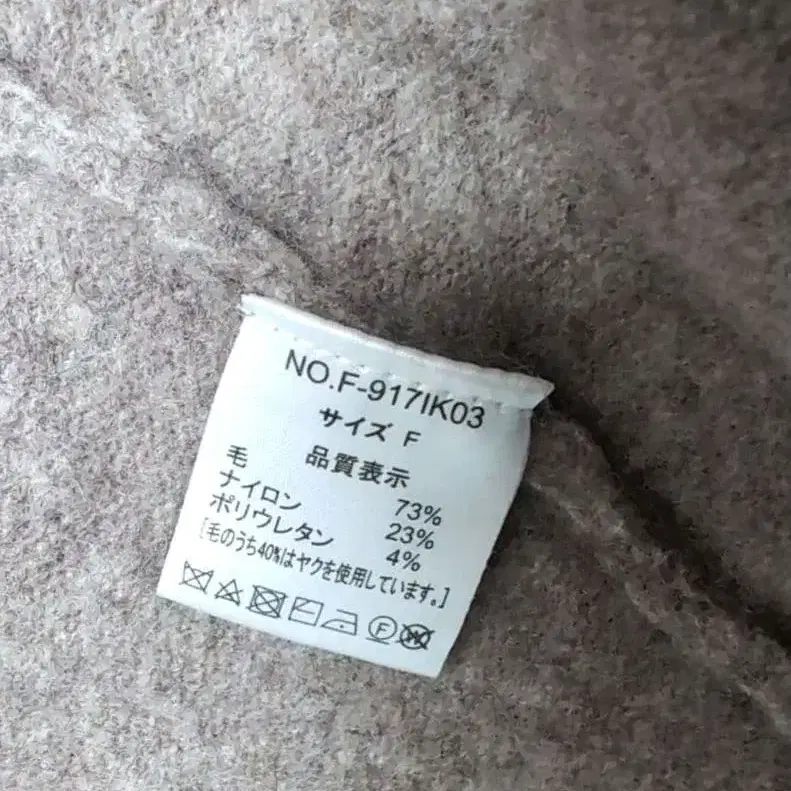 NO.F-917IK03
サイズ F
品質表示
毛 73%
ナイロン 23%
ポリウレタン 4%
[毛のうち40%はヤクを使用しています。]
F
W